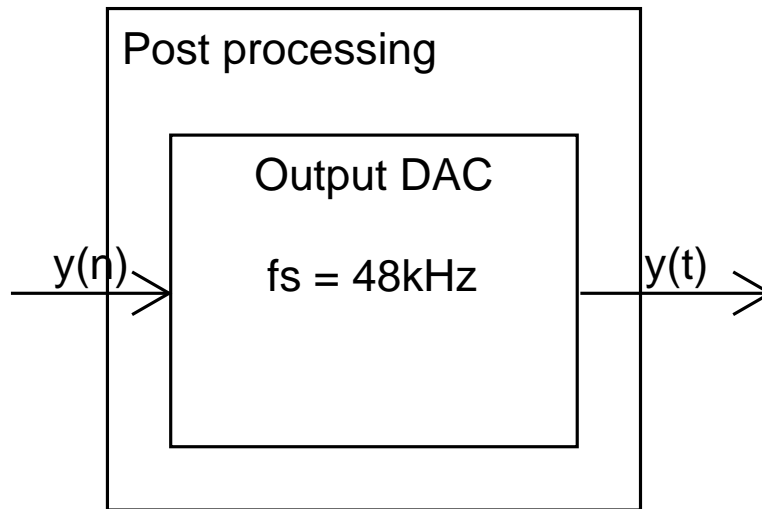 Post processing
Output DAC
y(n)
fs = 48kHz
y(t)